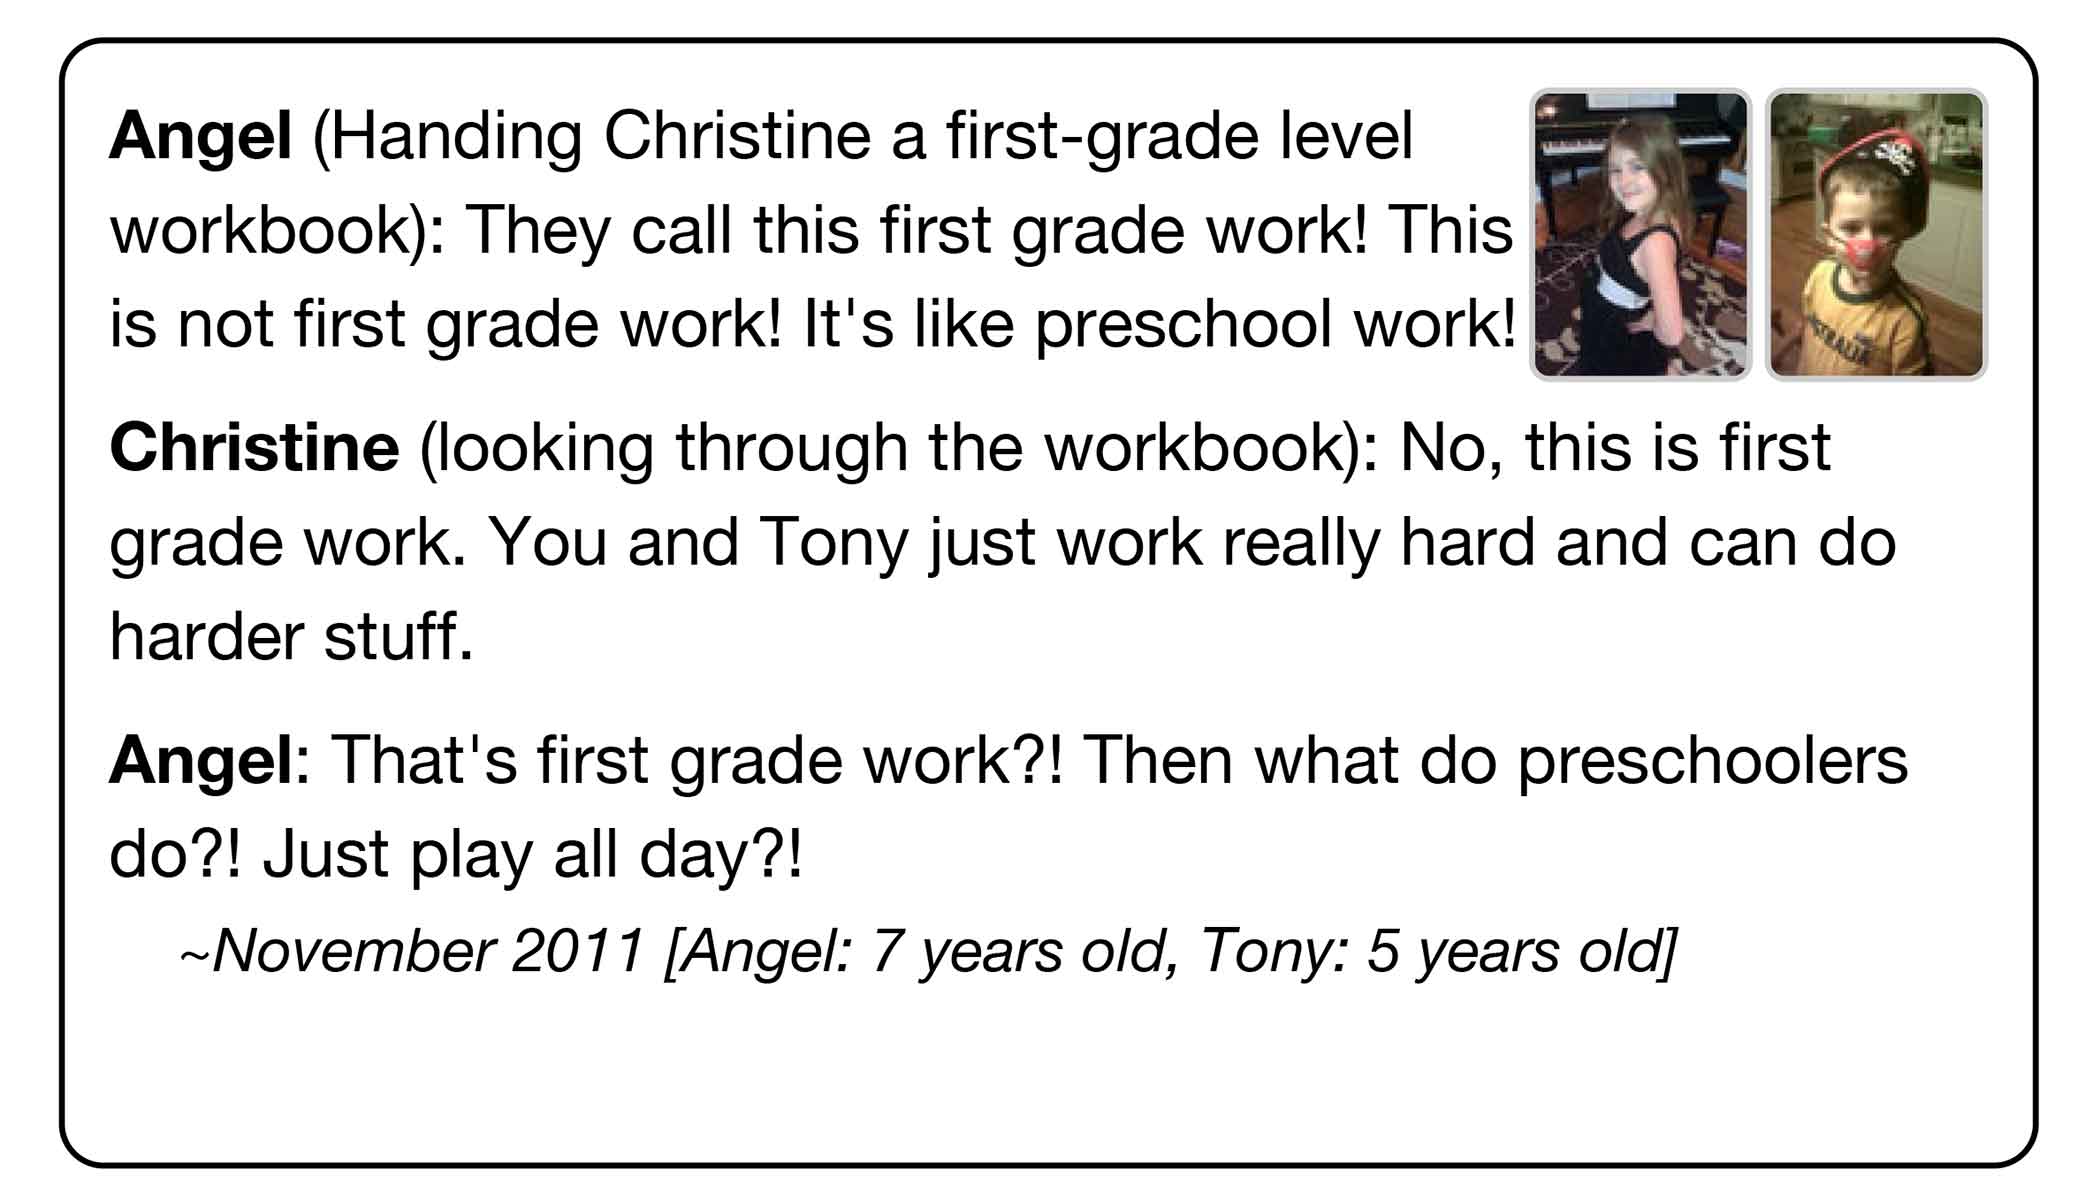 Angel (Handing Christine a first-grade level
workbook): They call this first grade work! This
is not first grade work! It's like preschool work!
Christine (looking through the workbook): No, this is first
grade work. You and Tony just work really hard and can do
harder stuff.
Angel: That's first grade work?! Then what do preschoolers
do?! Just play all day?!
~November 2011 [Angel: 7 years old, Tony: 5 years old]